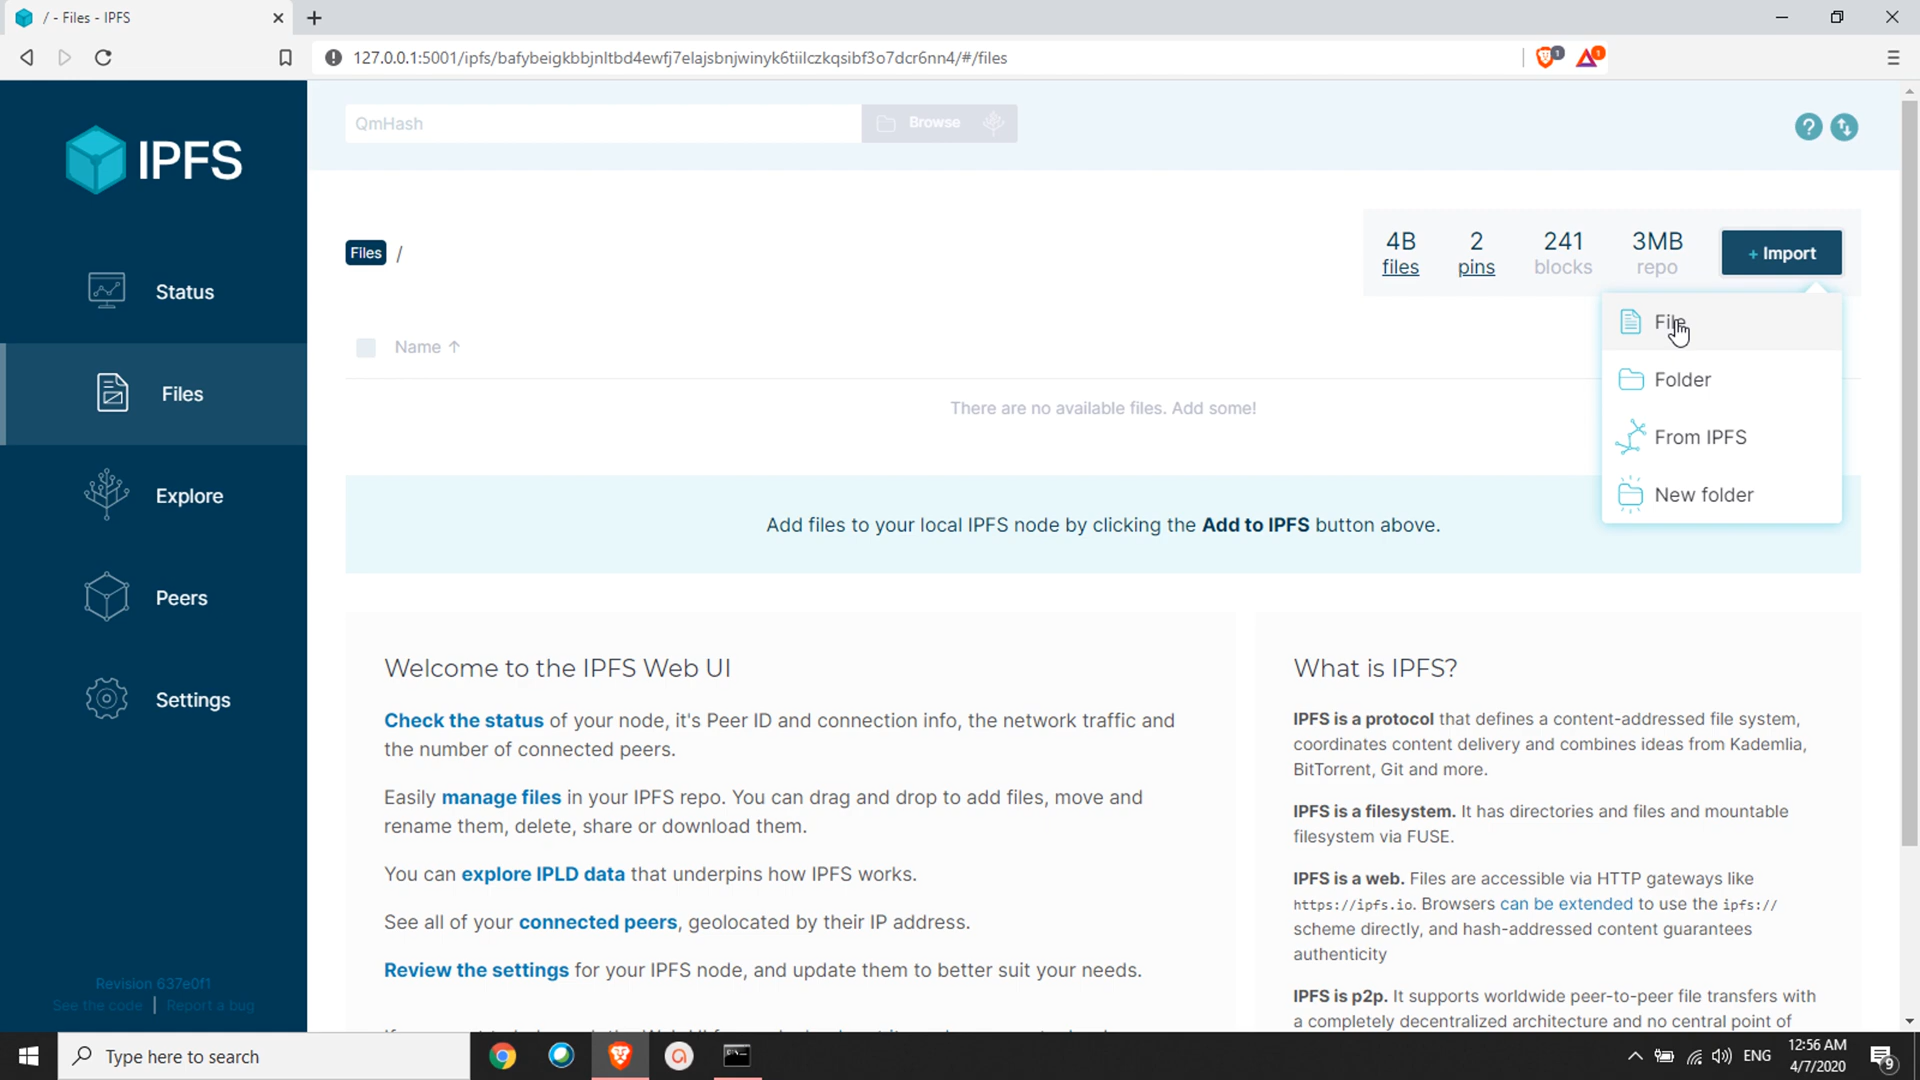 / - Files - IPFS
127.0.0.1:5001/ipfs/bafybeigkbbjnltbd4ewfj7elajsbnjwinyk6tiilczkqsibf3o7dcr6nn4/#/files
1
1
IPFS
QmHash
Browse
?
Files /
4B
files
2
pins
241
blocks
3MB
repo
+ Import
File
Folder
From IPFS
New folder
Status
Files
Explore
Peers
Settings
Name ↑
There are no available files. Add some!
Add files to your local IPFS node by clicking the Add to IPFS button above.
Welcome to the IPFS Web UI
Check the status of your node, it's Peer ID and connection info, the network traffic and
the number of connected peers.
Easily manage files in your IPFS repo. You can drag and drop to add files, move and
rename them, delete, share or download them.
You can explore IPLD data that underpins how IPFS works.
See all of your connected peers, geolocated by their IP address.
Review the settings for your IPFS node, and update them to better suit your needs.
What is IPFS?
IPFS is a protocol that defines a content-addressed file system,
coordinates content delivery and combines ideas from Kademlia,
BitTorrent, Git and more.
IPFS is a filesystem. It has directories and files and mountable
filesystem via FUSE.
IPFS is a web. Files are accessible via HTTP gateways like
https://ipfs.io. Browsers can be extended to use the ipfs://
scheme directly, and hash-addressed content guarantees
authenticity
IPFS is p2p. It supports worldwide peer-to-peer file transfers with
a completely decentralized architecture and no central point of
Revision 637e0f1
See the code | Report a bug
Type here to search
ENG
12:56 AM
4/7/2020
9